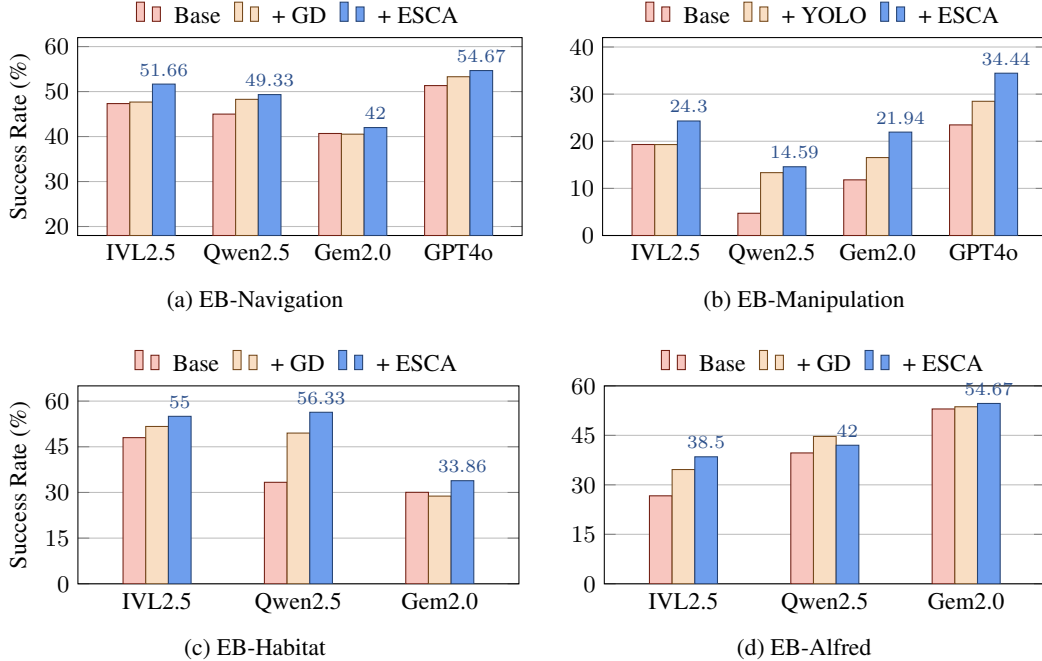 Base + GD + ESCA
Success Rate (%)
60
50
40
30
20
51.66
49.33
42
54.67
IVL2.5 Qwen2.5 Gem2.0 GPT4o
(a) EB-Navigation
Base + YOLO + ESCA
40
30
20
10
0
24.3
14.59
21.94
34.44
IVL2.5 Qwen2.5 Gem2.0 GPT4o
(b) EB-Manipulation
Base + GD + ESCA
Success Rate (%)
60
45
30
15
0
55
56.33
33.86
IVL2.5 Qwen2.5 Gem2.0
(c) EB-Habitat
Base + GD + ESCA
60
45
30
15
0
38.5
42
54.67
IVL2.5 Qwen2.5 Gem2.0
(d) EB-Alfred